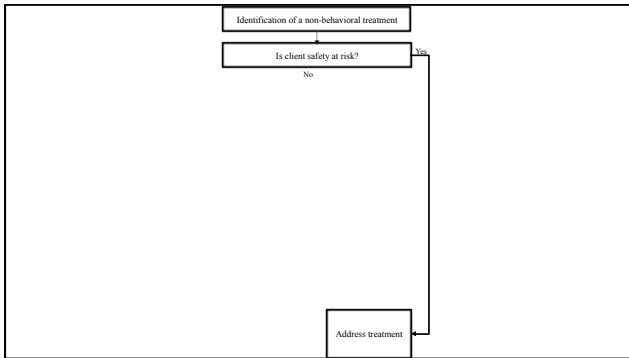 Identification of a non-behavioral treatment
Is client safety at risk?
Yes
No
Address treatment